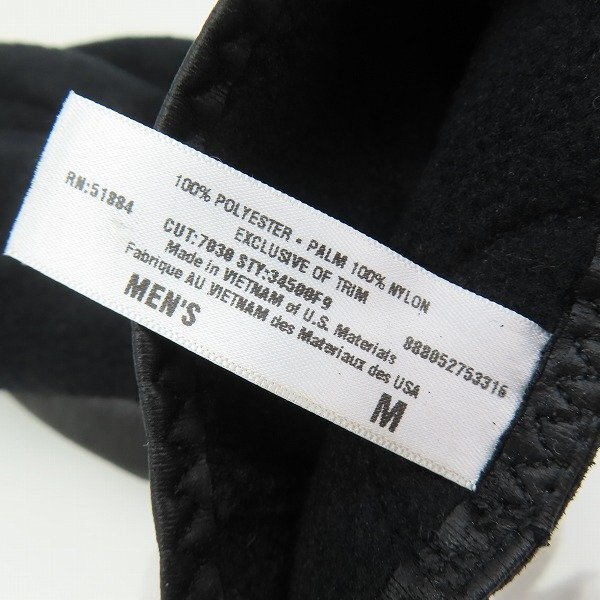 RN:51884
100% POLYESTER • PALM 100% NYLON
EXCLUSIVE OF TRIM
CUT:7030 STY:34500F9
Made in VIETNAM of U.S. Materials
Fabrique AU VIETNAM des Materiaux des USA
888052753316
MEN'S
M